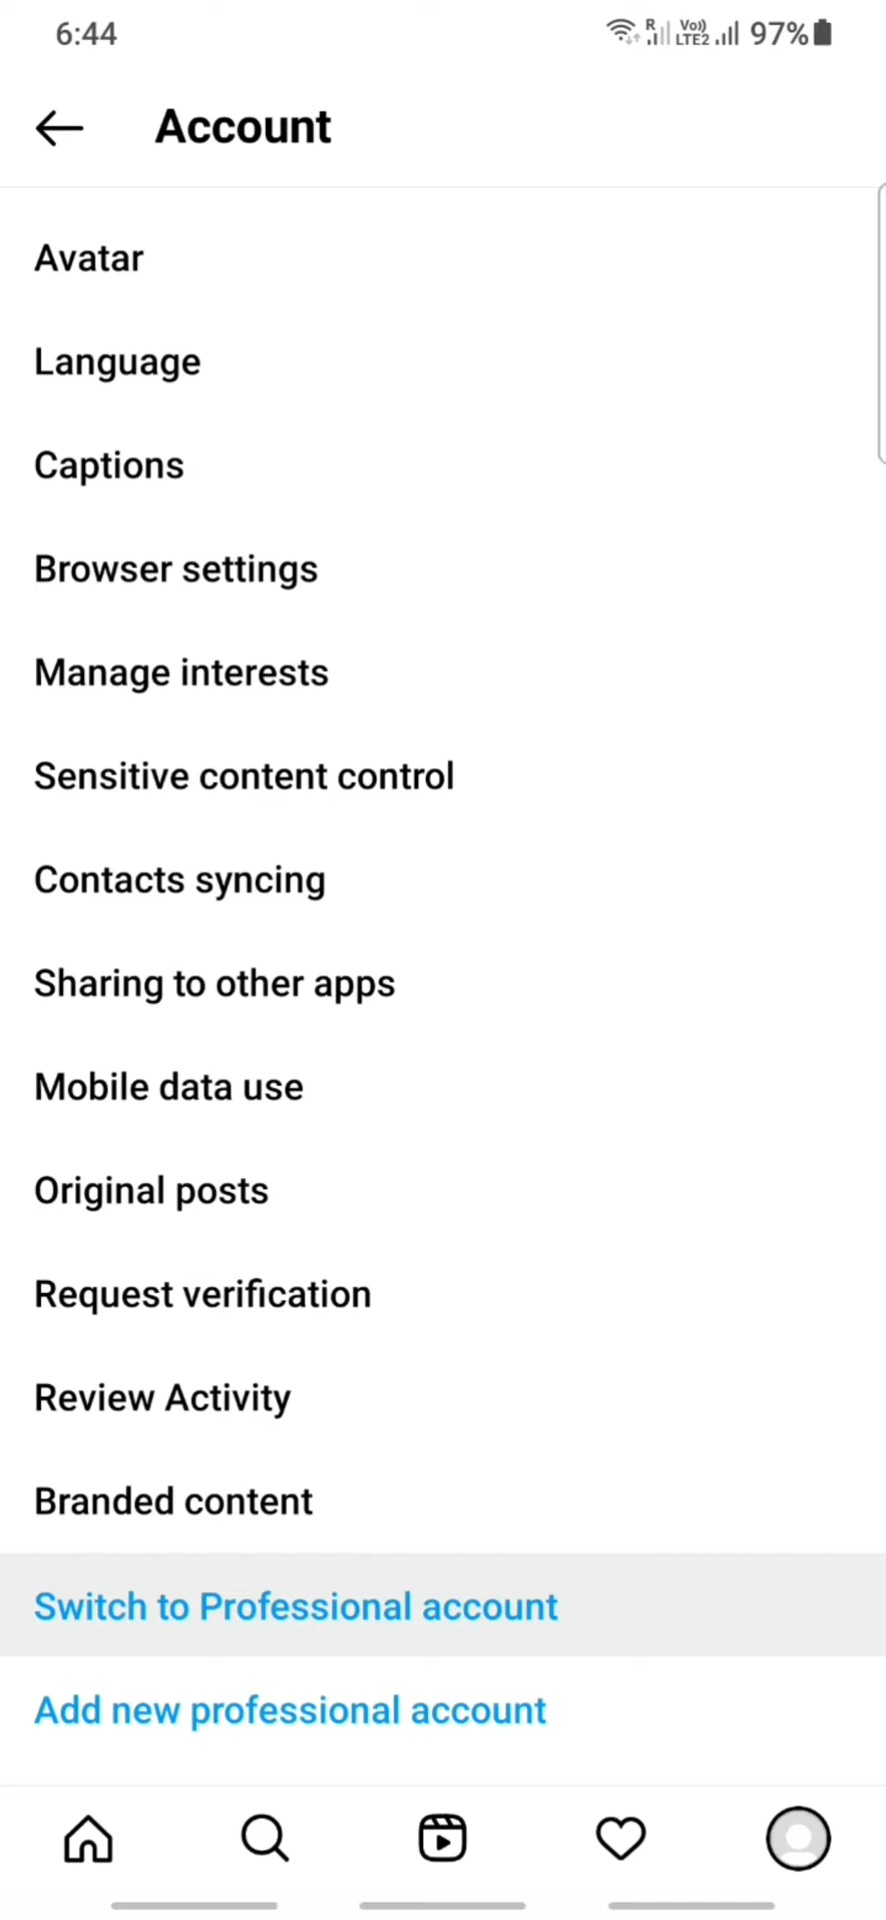 6:44 R Vo)) LTE2 97%
Account
Avatar
Language
Captions
Browser settings
Manage interests
Sensitive content control
Contacts syncing
Sharing to other apps
Mobile data use
Original posts
Request verification
Review Activity
Branded content
Switch to Professional account
Add new professional account